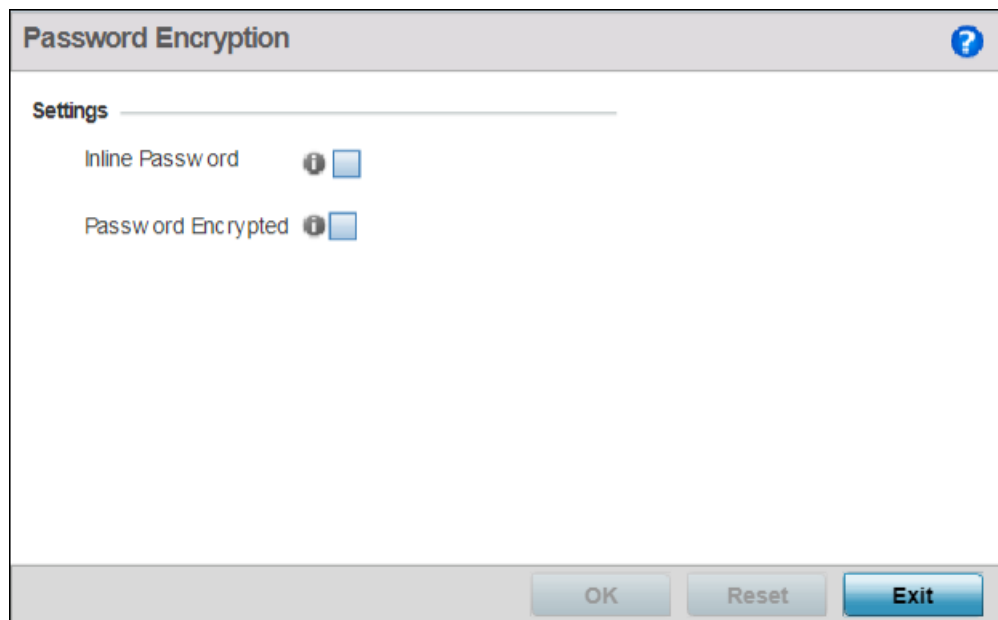 Password Encryption
?
Settings
Inline Password
i
Password Encrypted
i
OK
Reset
Exit